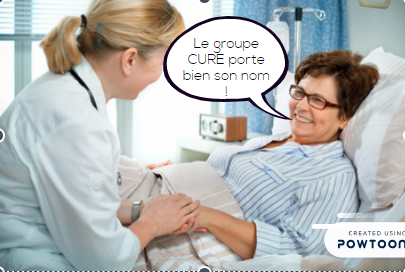 Le groupe
CURE porte
bien son nom
!
CREATED USING
POWTOON